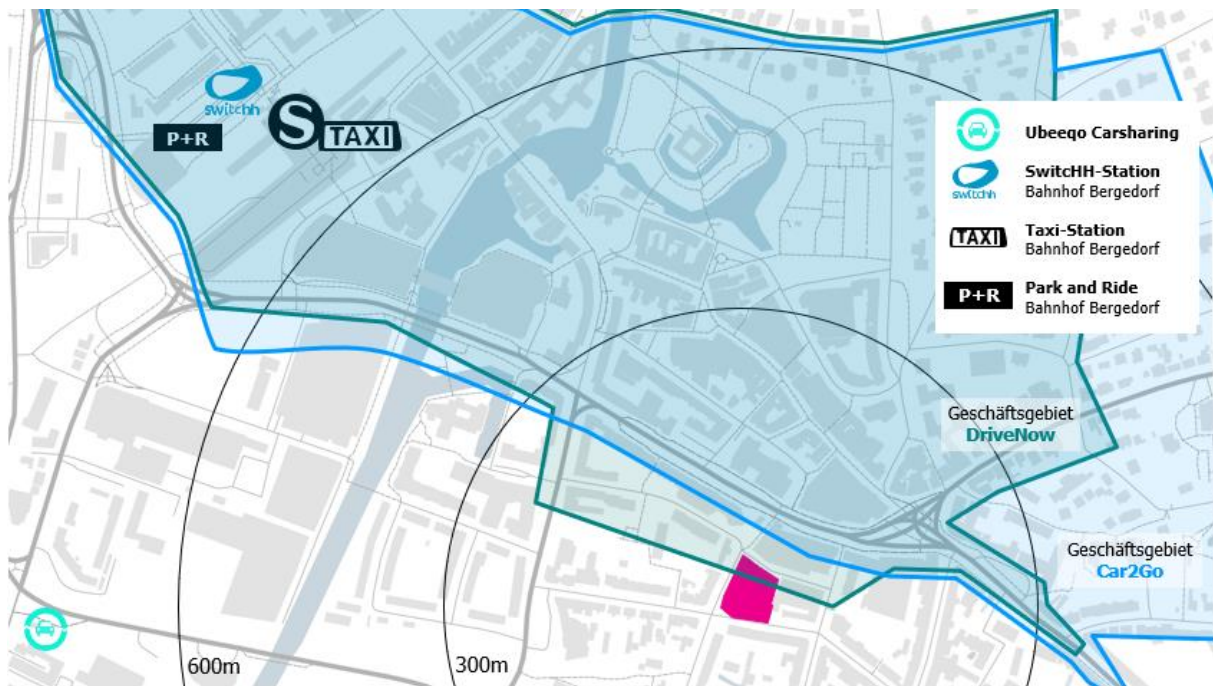 switchh
P+R
S
TAXI
Ubeeqo Carsharing
SwitcHH-Station
Bahnhof Bergedorf
switchh
TAXI
Taxi-Station
Bahnhof Bergedorf
P+R
Park and Ride
Bahnhof Bergedorf
Geschäftsgebiet
DriveNow
Geschäftsgebiet
Car2Go
600m
300m